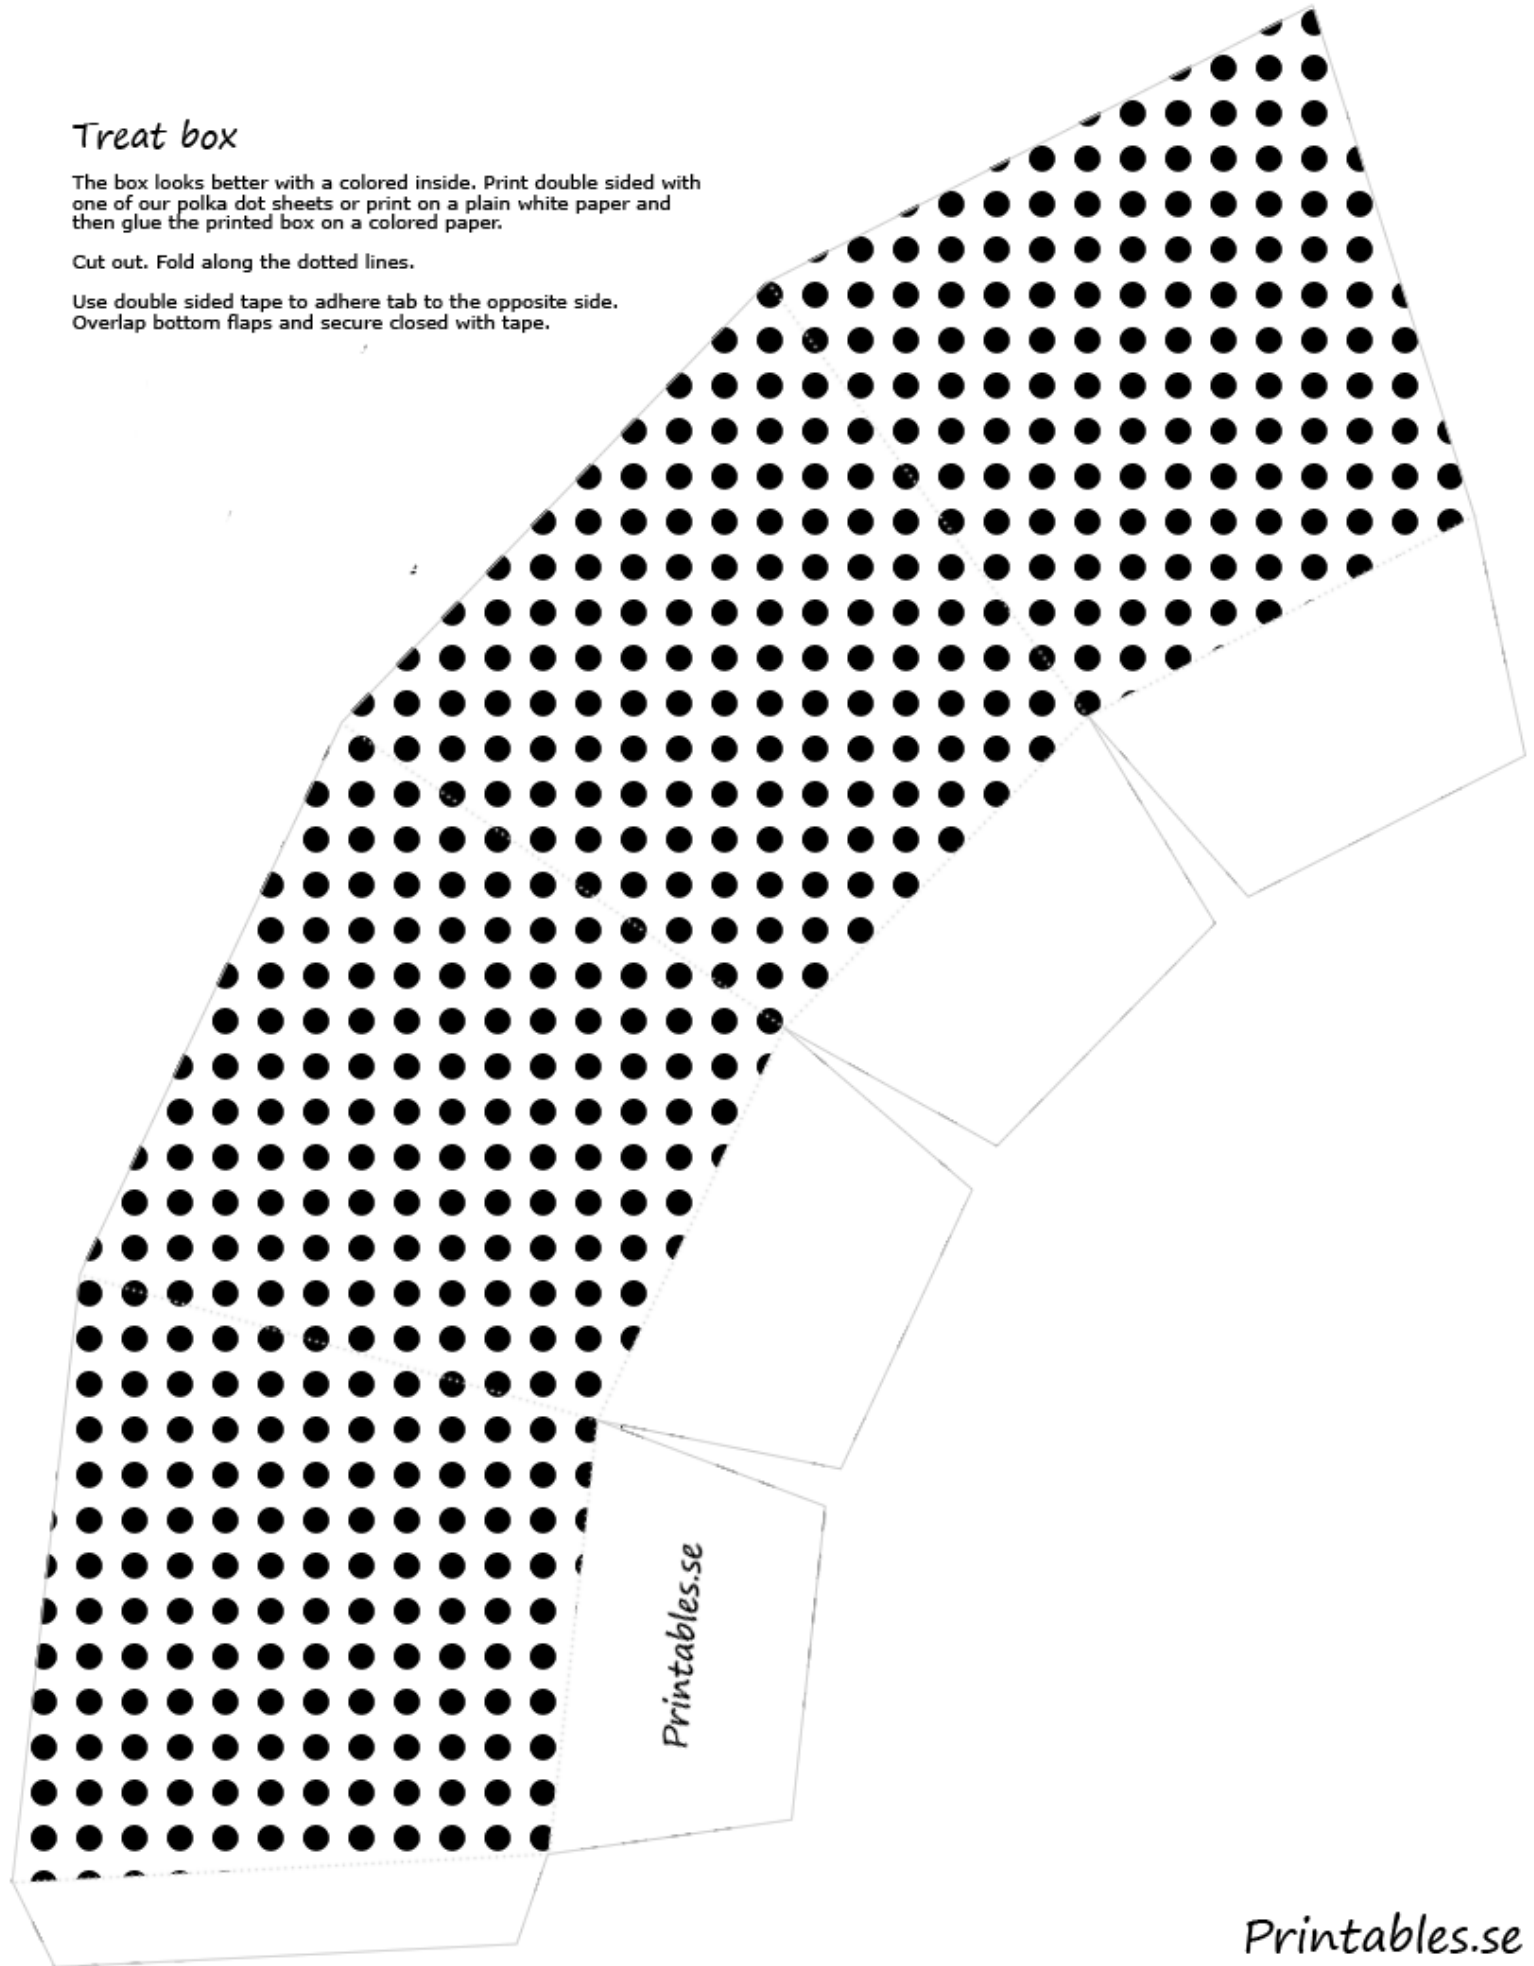 Treat box
The box looks better with a colored inside. Print double sided with
one of our polka dot sheets or print on a plain white paper and
then glue the printed box on a colored paper.
Cut out. Fold along the dotted lines.
Use double sided tape to adhere tab to the opposite side.
Overlap bottom flaps and secure closed with tape.
Printables.se
Printables.se